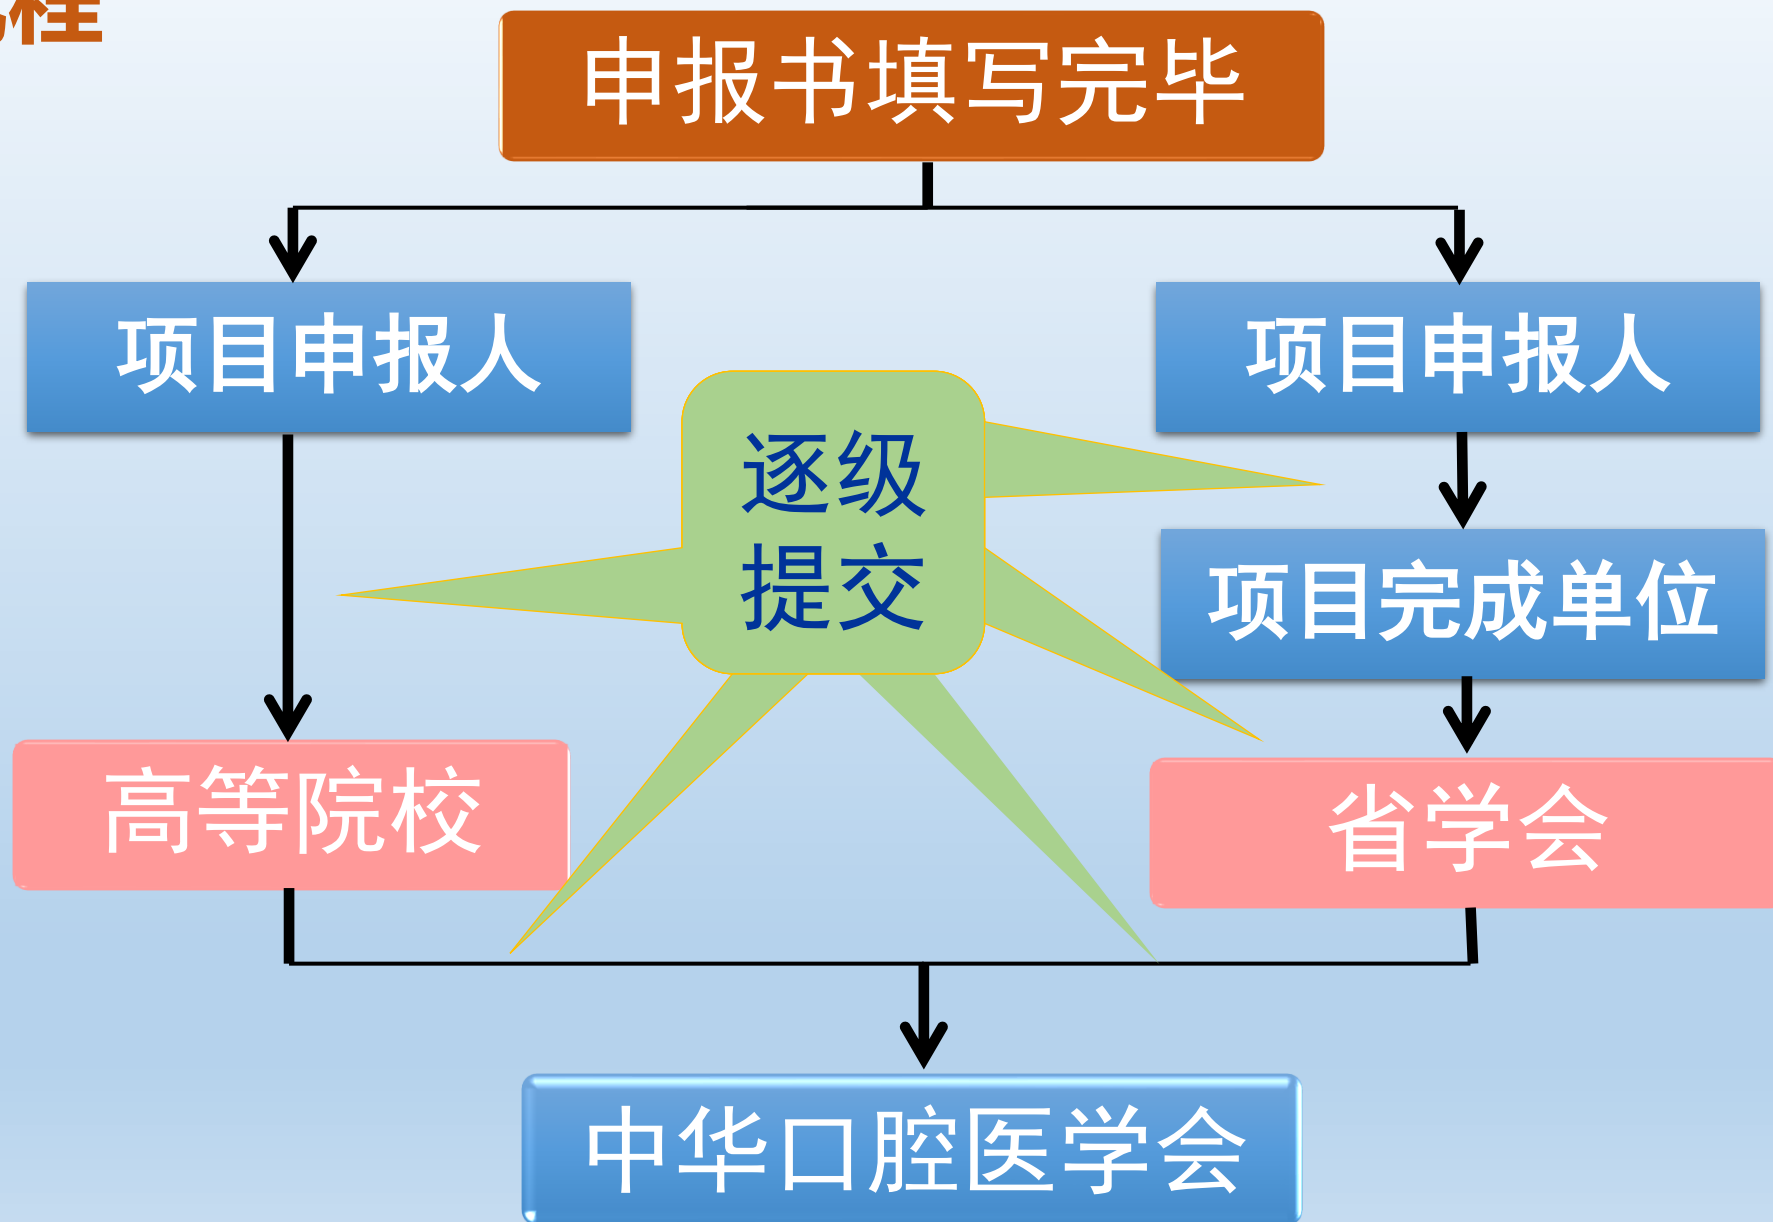 程
申报书填写完毕
项目申报人
项目申报人
逐级
提交
项目完成单位
高等院校
省学会
中华口腔医学会